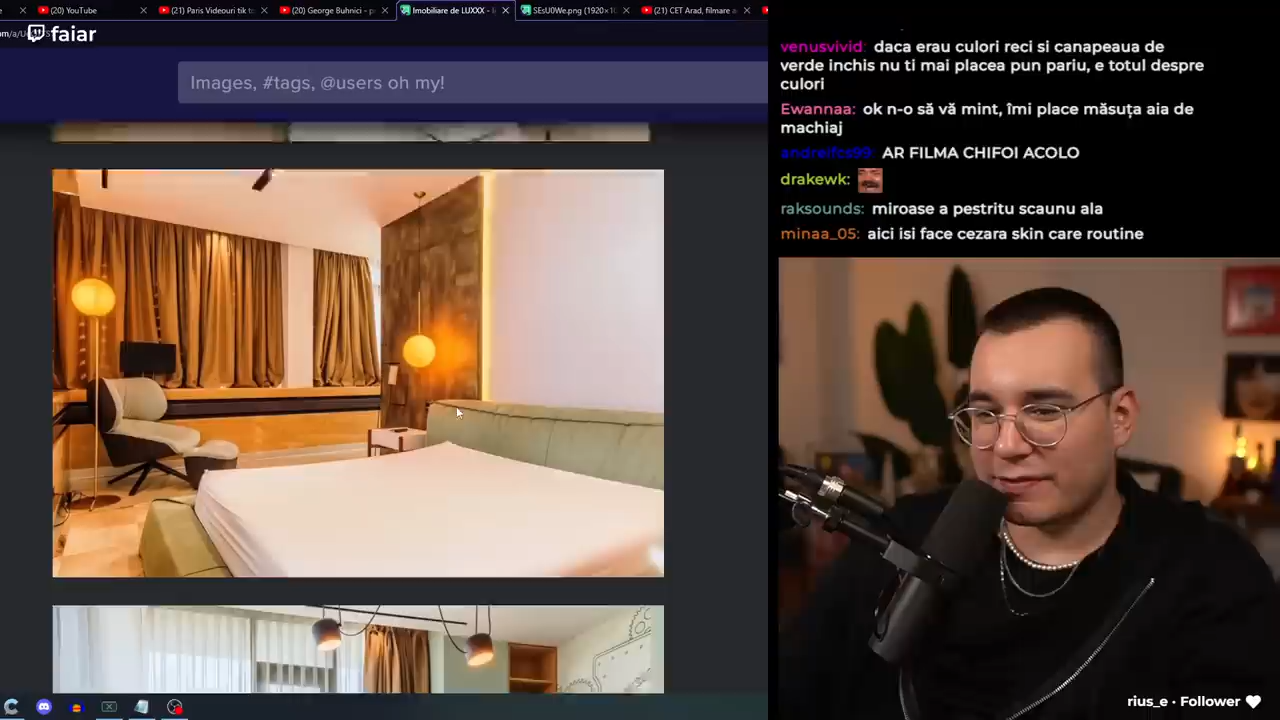 (20) YouTube
(21) Paris Videouri tik to
(20) George Buhnici - p
Imobiliare de LUXXX - I
SEsU0We.png (1920×10
(21) CET Arad, filmare a
faiar
Images, #tags, @users oh my!
venusvivid: daca erau culori reci si canapeaua de
verde inchis nu ti mai placea pun pariu, e totul despre
culori
Ewannaa: ok n-o să vă mint, îmi place măsuța aia de
machiaj
andreifcs99: AR FILMA CHIFOI ACOLO
drakewk:
raksounds: miroase a pestritu scaunu ala
minaa_05: aici isi face cezara skin care routine
rius_e · Follower